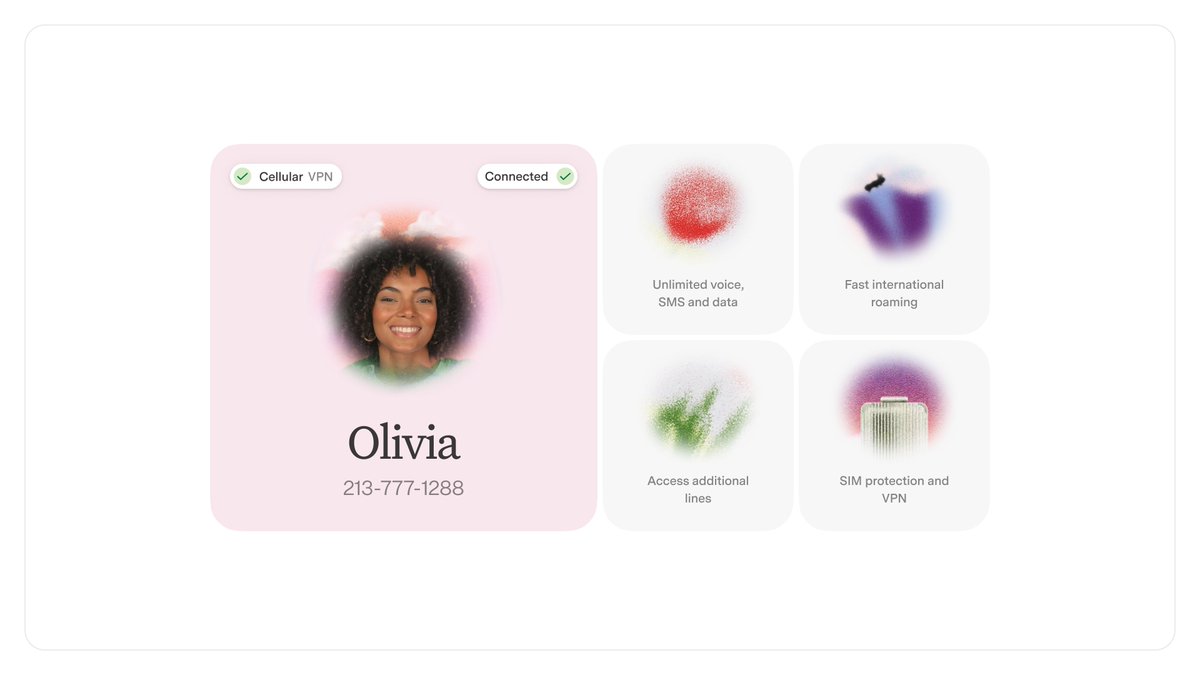 Cellular VPN
Connected
Olivia
213-777-1288
Unlimited voice,
SMS and data
Fast international
roaming
Access additional
lines
SIM protection and
VPN